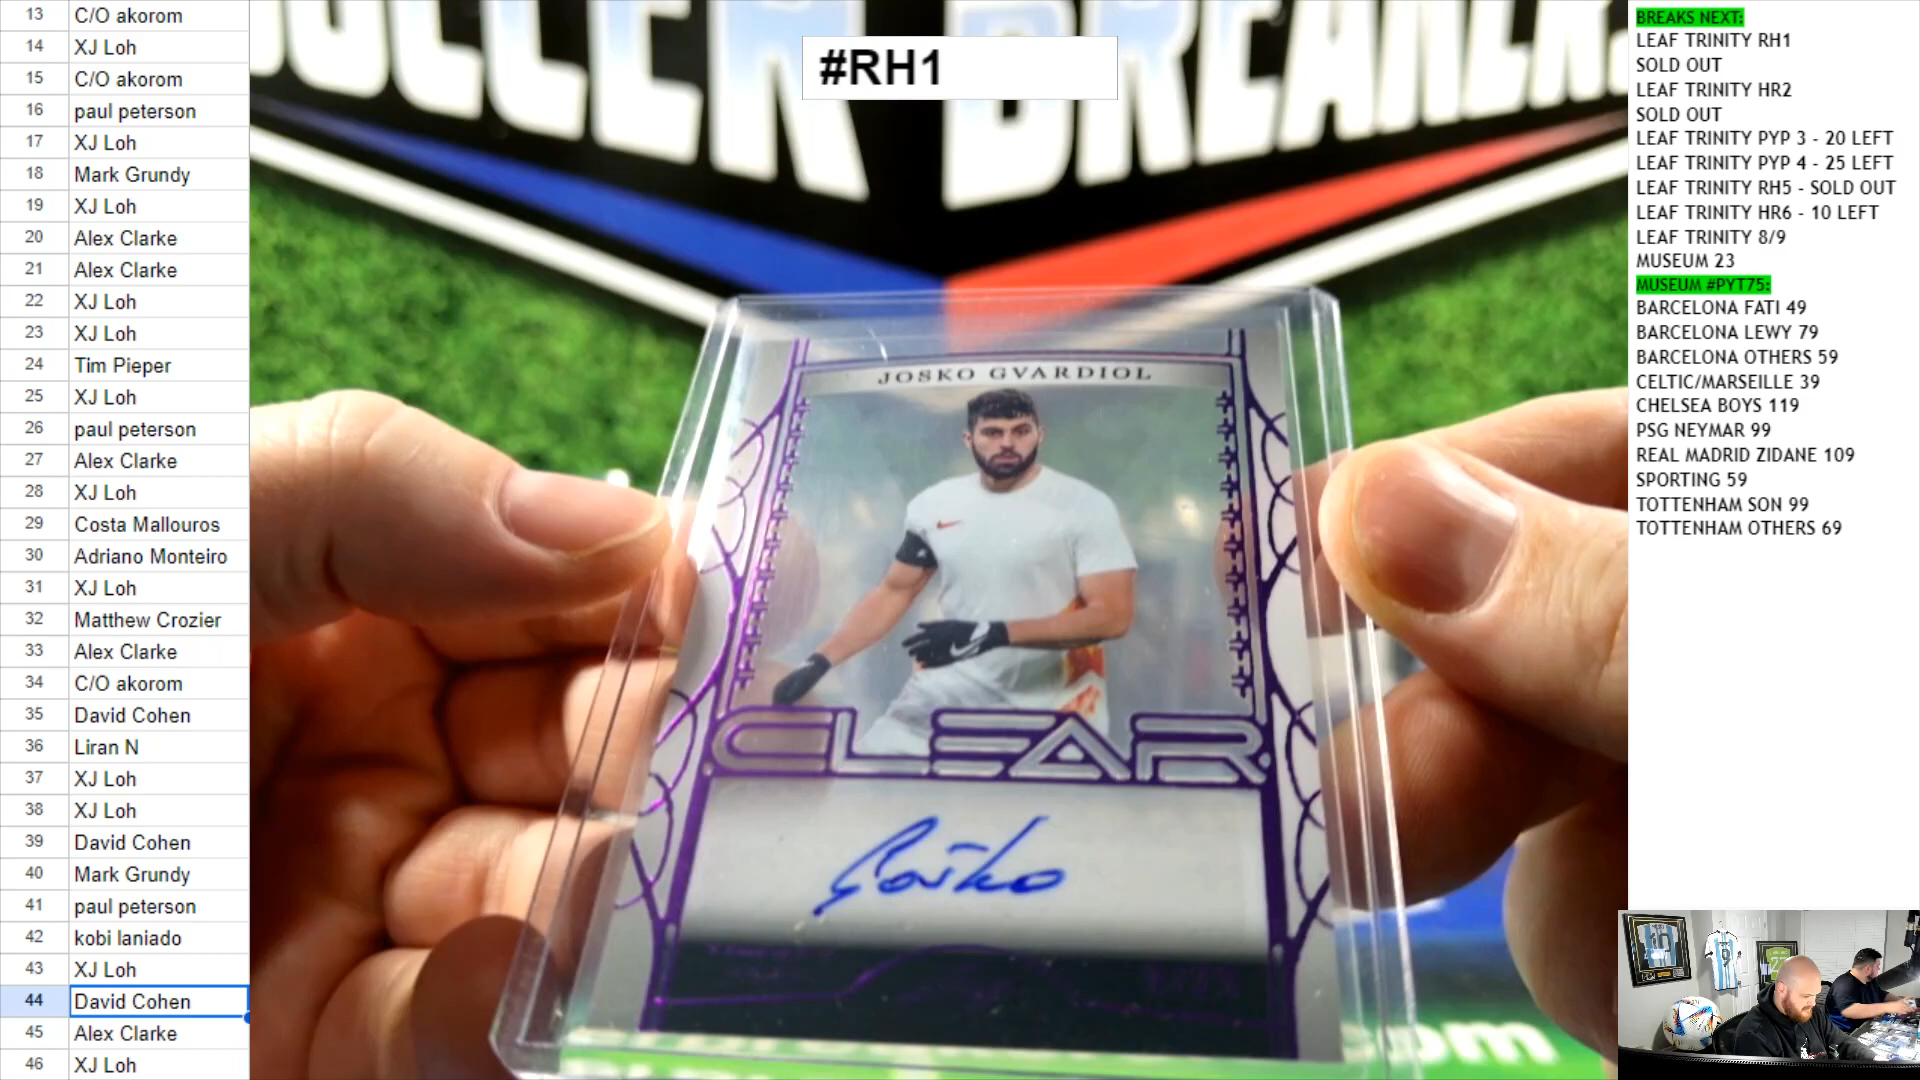 13 C/O akorom
14 XJ Loh
15 C/O akorom
16 paul peterson
17 XJ Loh
18 Mark Grundy
19 XJ Loh
20 Alex Clarke
21 Alex Clarke
22 XJ Loh
23 XJ Loh
24 Tim Pieper
25 XJ Loh
26 paul peterson
27 Alex Clarke
28 XJ Loh
29 Costa Mallouros
30 Adriano Monteiro
31 XJ Loh
32 Matthew Crozier
33 Alex Clarke
34 C/O akorom
35 David Cohen
36 Liran N
37 XJ Loh
38 XJ Loh
39 David Cohen
40 Mark Grundy
41 paul peterson
42 kobi laniado
43 XJ Loh
44 David Cohen
45 Alex Clarke
46 XJ Loh
#RH1
JOSKO GVARDIOL
CLEAR
BREAKS NEXT:
LEAF TRINITY RH1
SOLD OUT
LEAF TRINITY HR2
SOLD OUT
LEAF TRINITY PYP 3 - 20 LEFT
LEAF TRINITY PYP 4 - 25 LEFT
LEAF TRINITY RH5 - SOLD OUT
LEAF TRINITY HR6 - 10 LEFT
LEAF TRINITY 8/9
MUSEUM 23
MUSEUM #PYT75:
BARCELONA FATI 49
BARCELONA LEWY 79
BARCELONA OTHERS 59
CELTIC/MARSEILLE 39
CHELSEA BOYS 119
PSG NEYMAR 99
REAL MADRID ZIDANE 109
SPORTING 59
TOTTENHAM SON 99
TOTTENHAM OTHERS 69